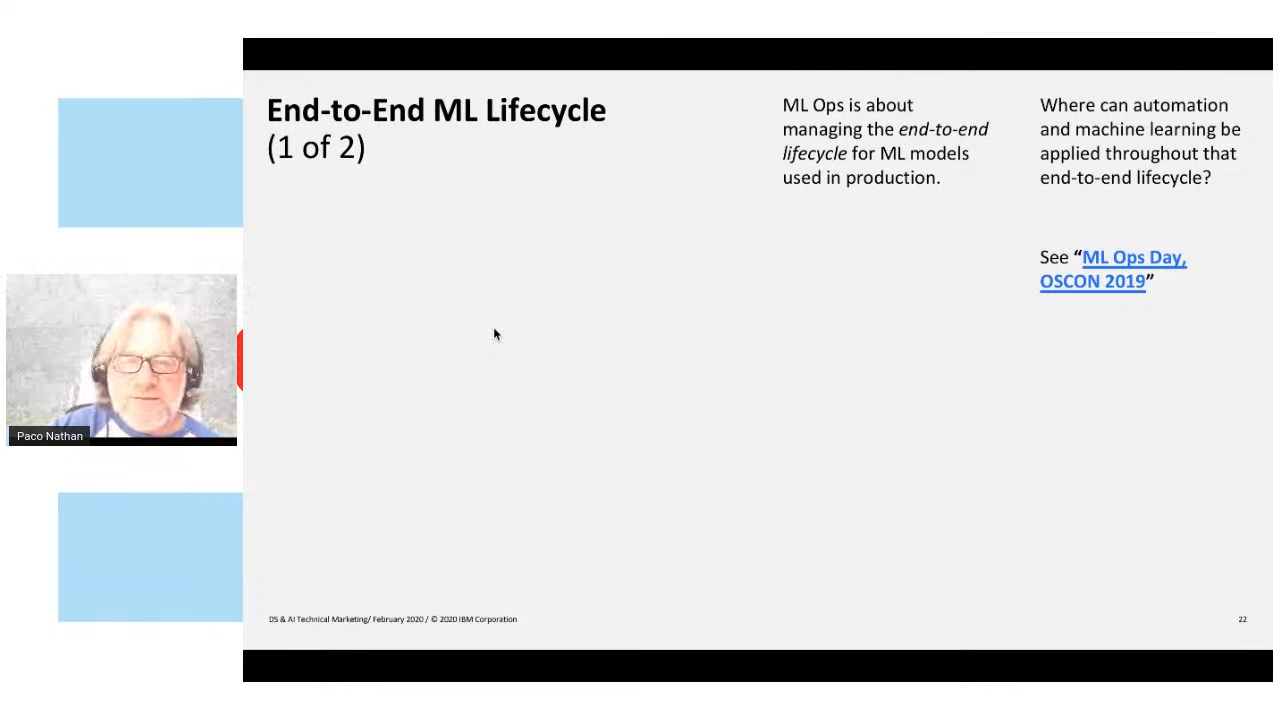 End-to-End ML Lifecycle
(1 of 2)
ML Ops is about
managing the end-to-end
lifecycle for ML models
used in production.
Where can automation
and machine learning be
applied throughout that
end-to-end lifecycle?
See “ML Ops Day,
OSCON 2019”
Paco Nathan
DS & AI Technical Marketing/ February 2020 / © 2020 IBM Corporation
22